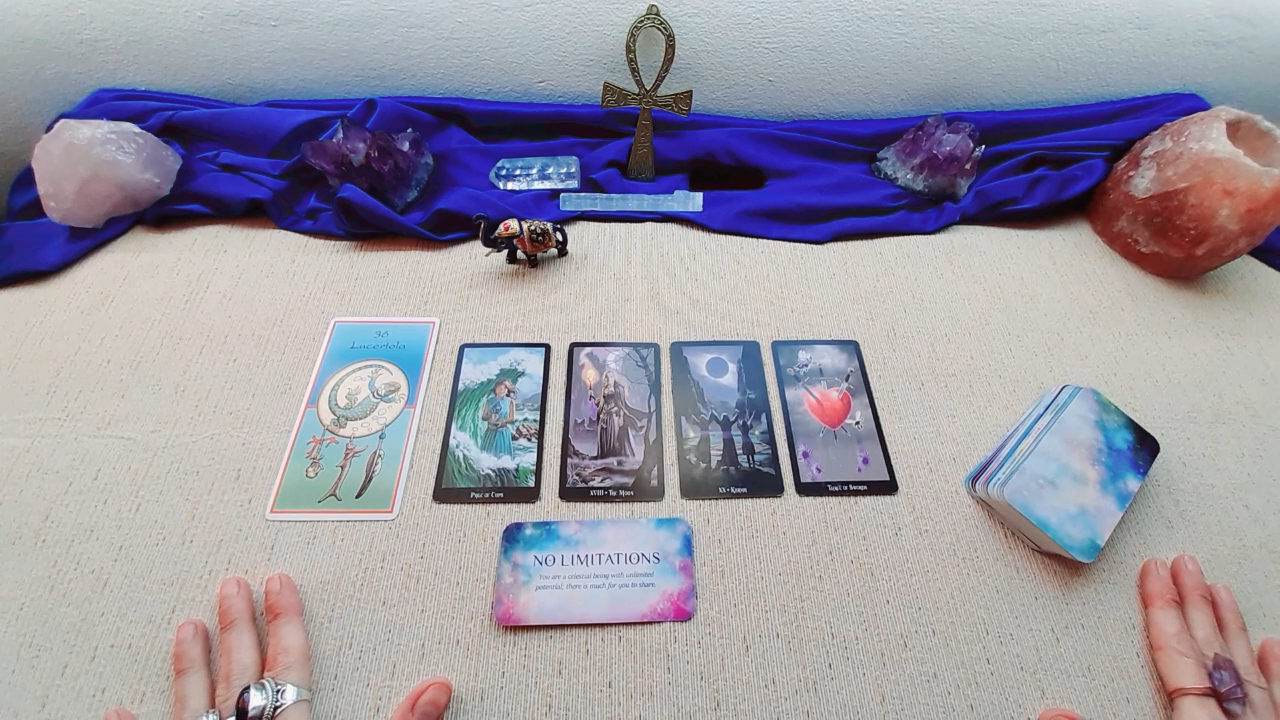 36
Lucertola
PAGE OF CUPS
XVIII • THE MOON
XX • KARMA
THREE OF SWORDS
NO LIMITATIONS
You are a celestial being with unlimited
potential; there is much for you to share.